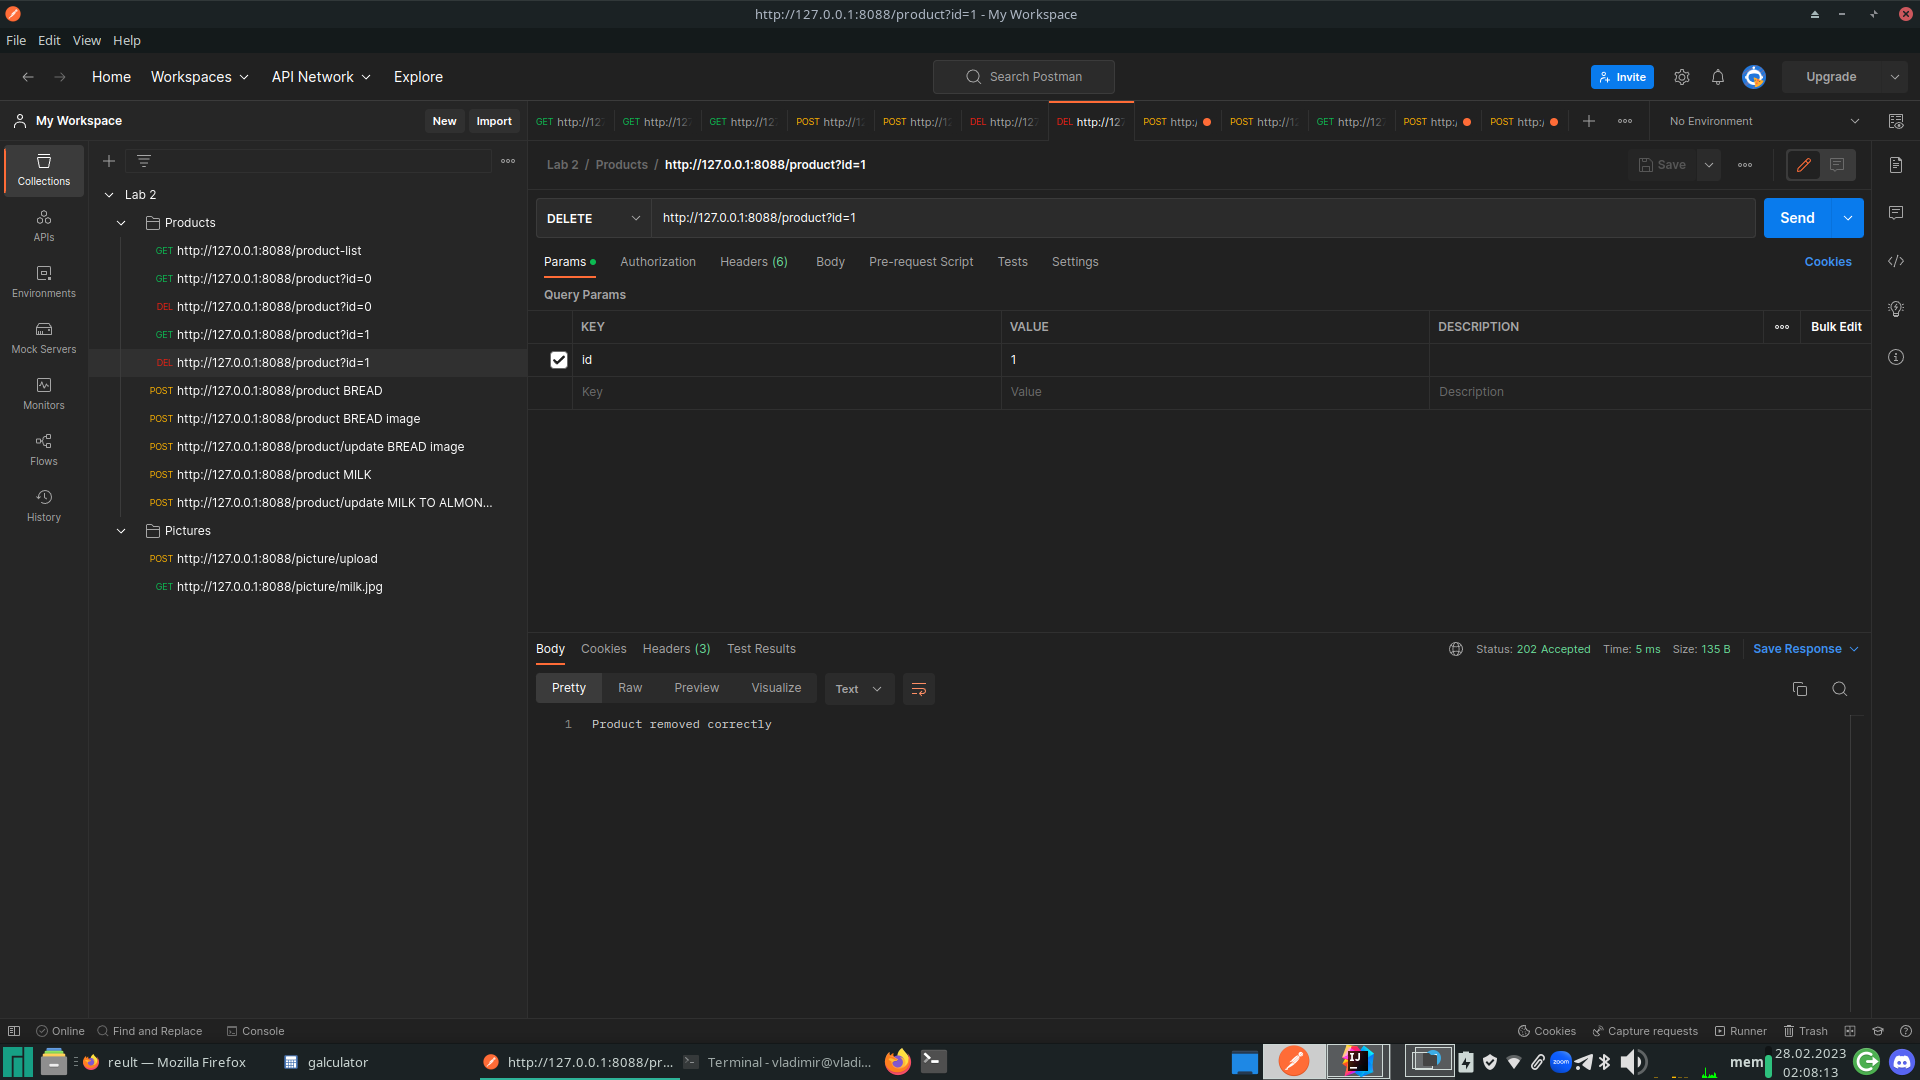 http://127.0.0.1:8088/product?id=1 - My Workspace
File Edit View Help
Home Workspaces API Network Explore
Search Postman
Invite
Upgrade
My Workspace
New Import
GET http://12 GET http://12 GET http://12 POST http://1 POST http://1 DEL http://12 DEL http://12 POST http:/ POST http://1 GET http://12 POST http:/ POST http:/
No Environment
Collections
APIs
Environments
Mock Servers
Monitors
Flows
History
Lab 2
Products
GET http://127.0.0.1:8088/product-list
GET http://127.0.0.1:8088/product?id=0
DEL http://127.0.0.1:8088/product?id=0
GET http://127.0.0.1:8088/product?id=1
DEL http://127.0.0.1:8088/product?id=1
POST http://127.0.0.1:8088/product BREAD
POST http://127.0.0.1:8088/product BREAD image
POST http://127.0.0.1:8088/product/update BREAD image
POST http://127.0.0.1:8088/product MILK
POST http://127.0.0.1:8088/product/update MILK TO ALMON...
Pictures
POST http://127.0.0.1:8088/picture/upload
GET http://127.0.0.1:8088/picture/milk.jpg
Lab 2 / Products / http://127.0.0.1:8088/product?id=1
Save
DELETE http://127.0.0.1:8088/product?id=1
Send
Params Authorization Headers (6) Body Pre-request Script Tests Settings
Cookies
Query Params
KEY VALUE DESCRIPTION
Bulk Edit
id 1
Key Value Description
Body Cookies Headers (3) Test Results
Status: 202 Accepted Time: 5 ms Size: 135 B
Save Response
Pretty Raw Preview Visualize Text
1 Product removed correctly
Online Find and Replace Console
Cookies Capture requests Runner Trash
reult — Mozilla Firefox
galculator
http://127.0.0.1:8088/pr...
Terminal - vladimir@vladi...
IJ
zoom
mem
28.02.2023
02:08:13